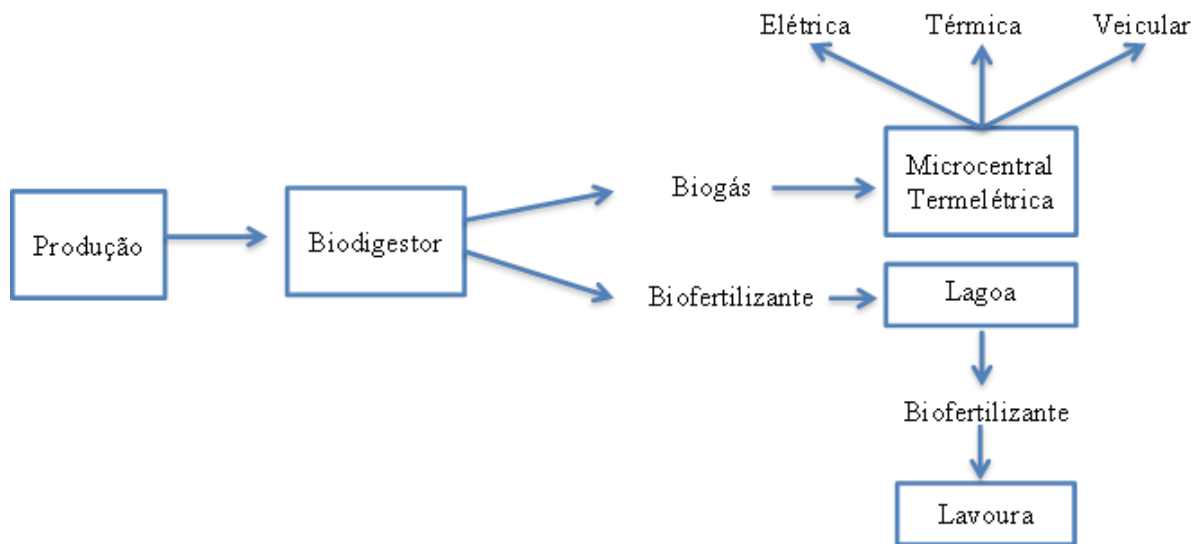 Elétrica
Térmica
Veicular
Microcentral
Termelétrica
Biogás
Produção
Biodigestor
Biofertilizante
Lagoa
Biofertilizante
Lavoura